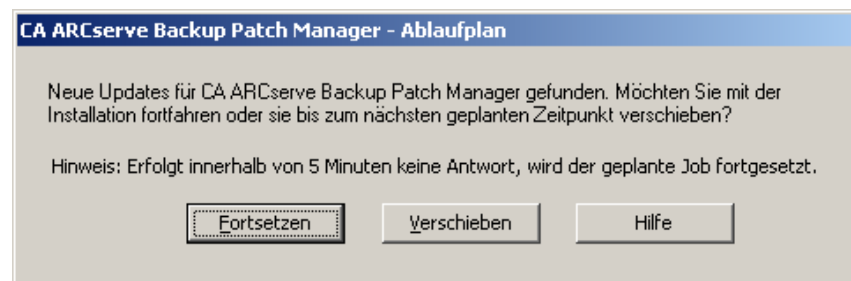 CA ARCserve Backup Patch Manager - Ablaufplan
Neue Updates für CA ARCserve Backup Patch Manager gefunden. Möchten Sie mit der
Installation fortfahren oder sie bis zum nächsten geplanten Zeitpunkt verschieben?
Hinweis: Erfolgt innerhalb von 5 Minuten keine Antwort, wird der geplante Job fortgesetzt.
Fortsetzen Verschieben Hilfe